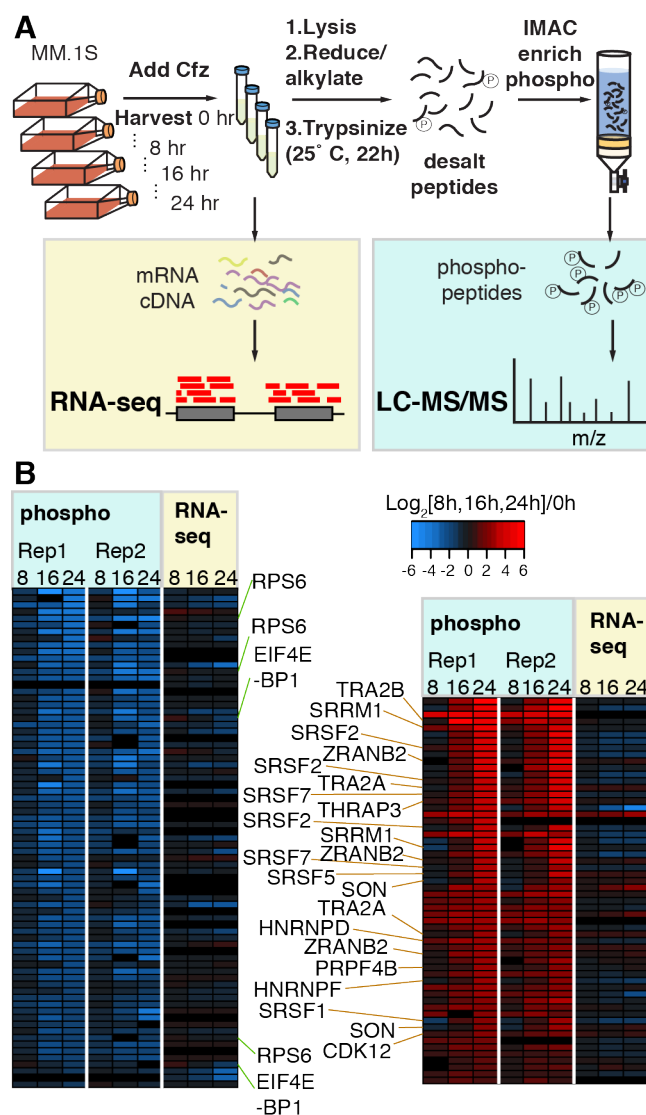 A
MM.1S
Add Cfz
Harvest 0 hr
8 hr
16 hr
24 hr
1.Lysis
2.Reduce/
alkylate
3.Trypsinize
(25° C, 22h)
P
P
desalt
peptides
IMAC
enrich
phospho
mRNA
cDNA
RNA-seq
phospho-
peptides
P
P
P
P
P
P
LC-MS/MS
m/z
B
phospho
RNA-
seq
Rep1 Rep2
8 16 24 8 16 24 8 16 24
RPS6
RPS6
EIF4E
-BP1
RPS6
EIF4E
-BP1
Log2[8h,16h,24h]/0h
-6 -4 -2 0 2 4 6
phospho
RNA-
seq
Rep1 Rep2
8 16 24 8 16 24 8 16 24
TRA2B
SRRM1
SRSF2
ZRANB2
SRSF2
TRA2A
SRSF7
THRAP3
SRSF2
SRRM1
ZRANB2
SRSF7
SRSF5
SON
TRA2A
HNRNPD
ZRANB2
PRPF4B
HNRNPF
SRSF1
SON
CDK12